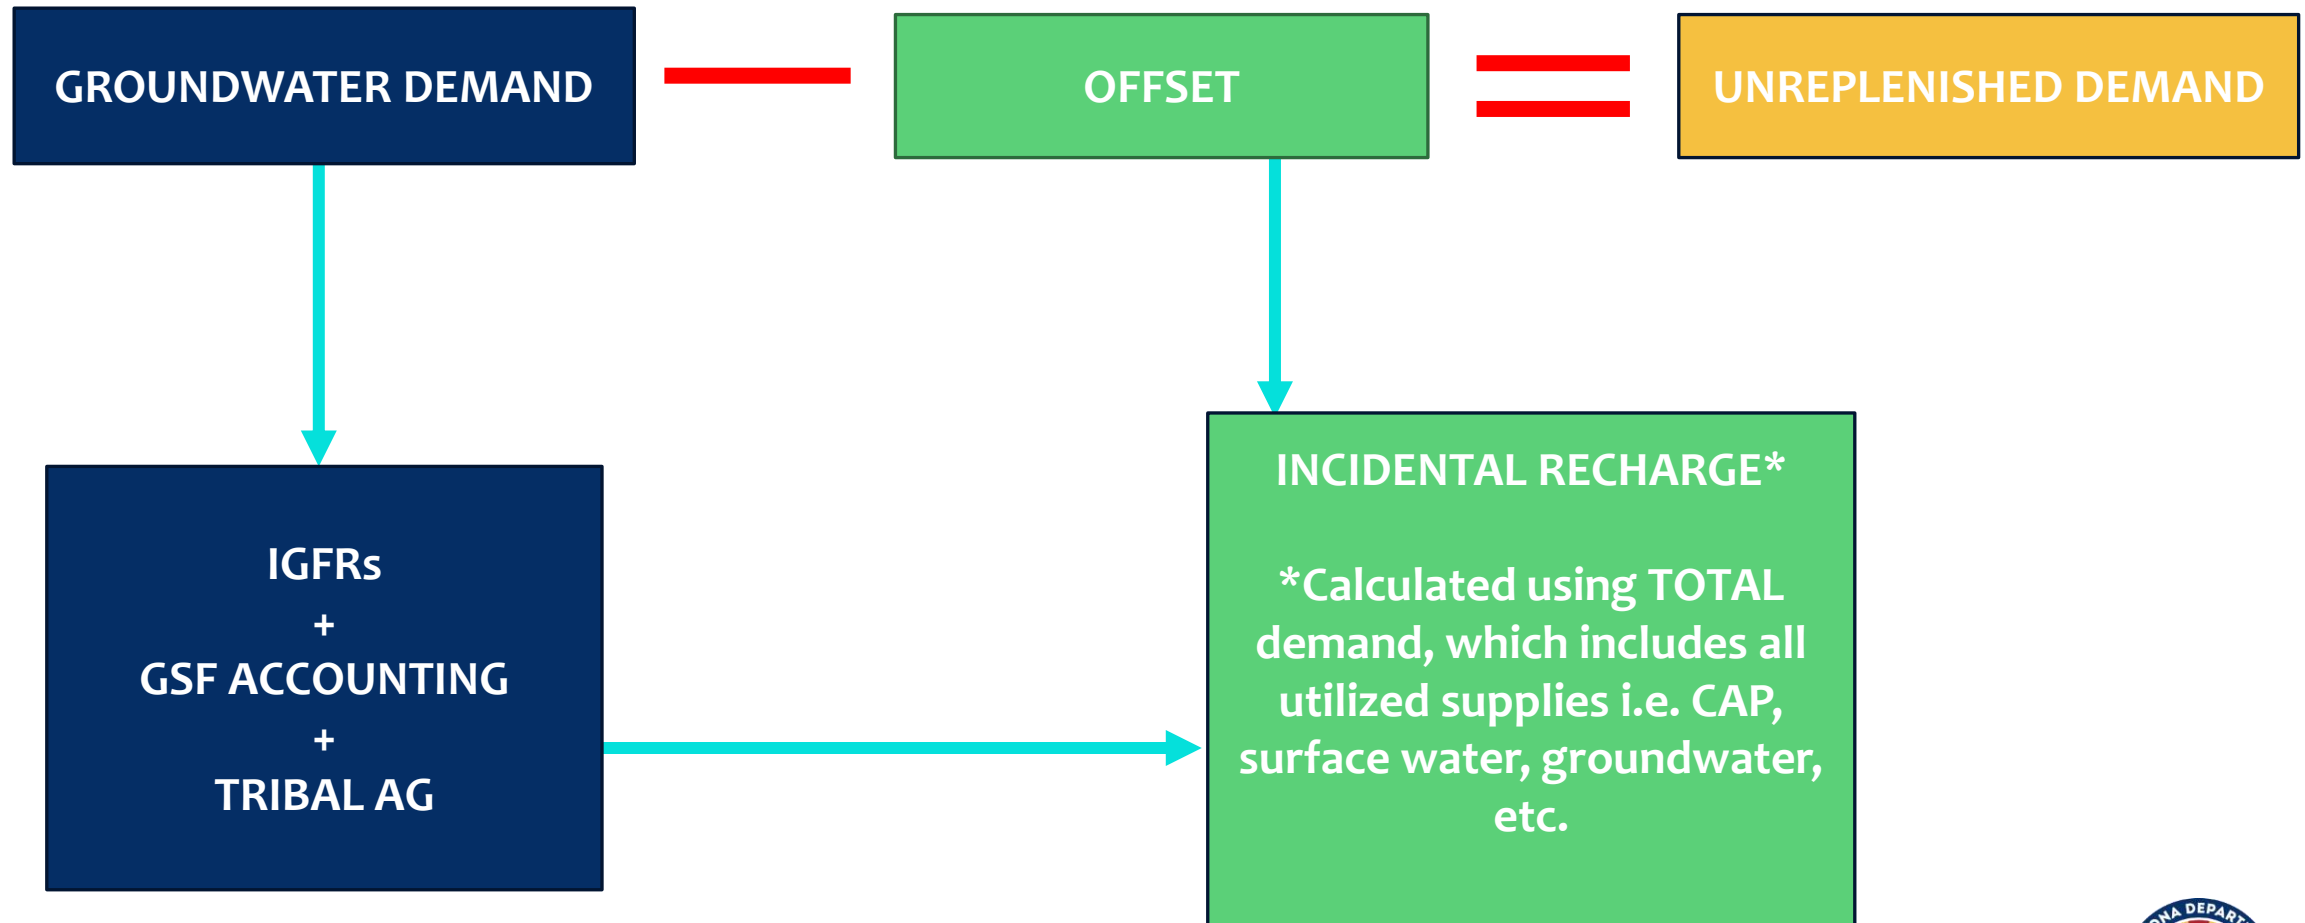 GROUNDWATER DEMAND
OFFSET
UNREPLENISHED DEMAND
IGFRs
+
GSF ACCOUNTING
+
TRIBAL AG
INCIDENTAL RECHARGE*
*Calculated using TOTAL
demand, which includes all
utilized supplies i.e. CAP,
surface water, groundwater,
etc.